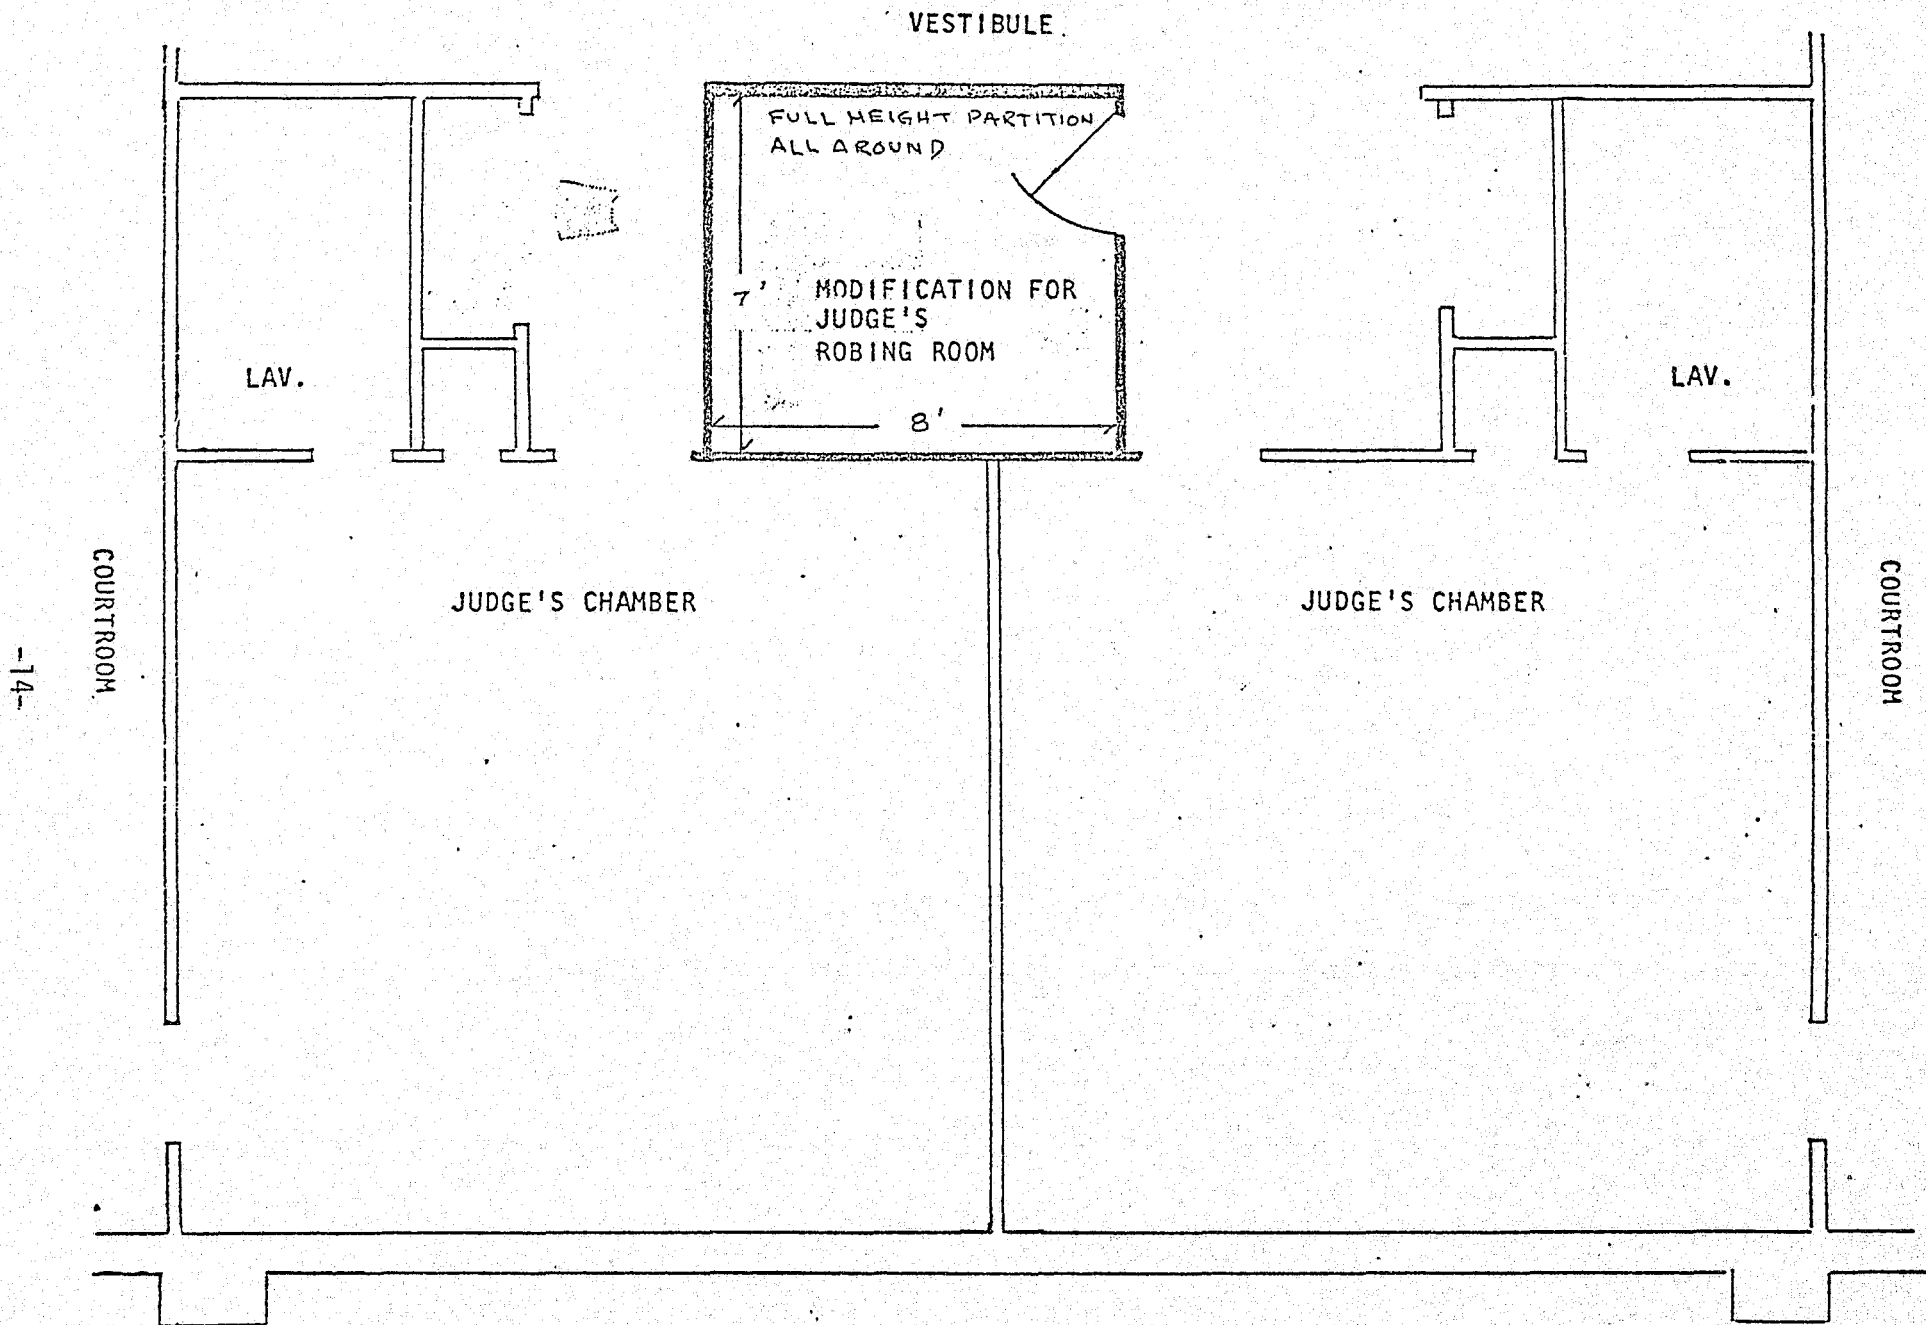 VESTIBULE
FULL HEIGHT PARTITION
ALL AROUND
7'
MODIFICATION FOR
JUDGE'S
ROBING ROOM
8'
LAV.
LAV.
COURTROOM
JUDGE'S CHAMBER
JUDGE'S CHAMBER
COURTROOM
-14-